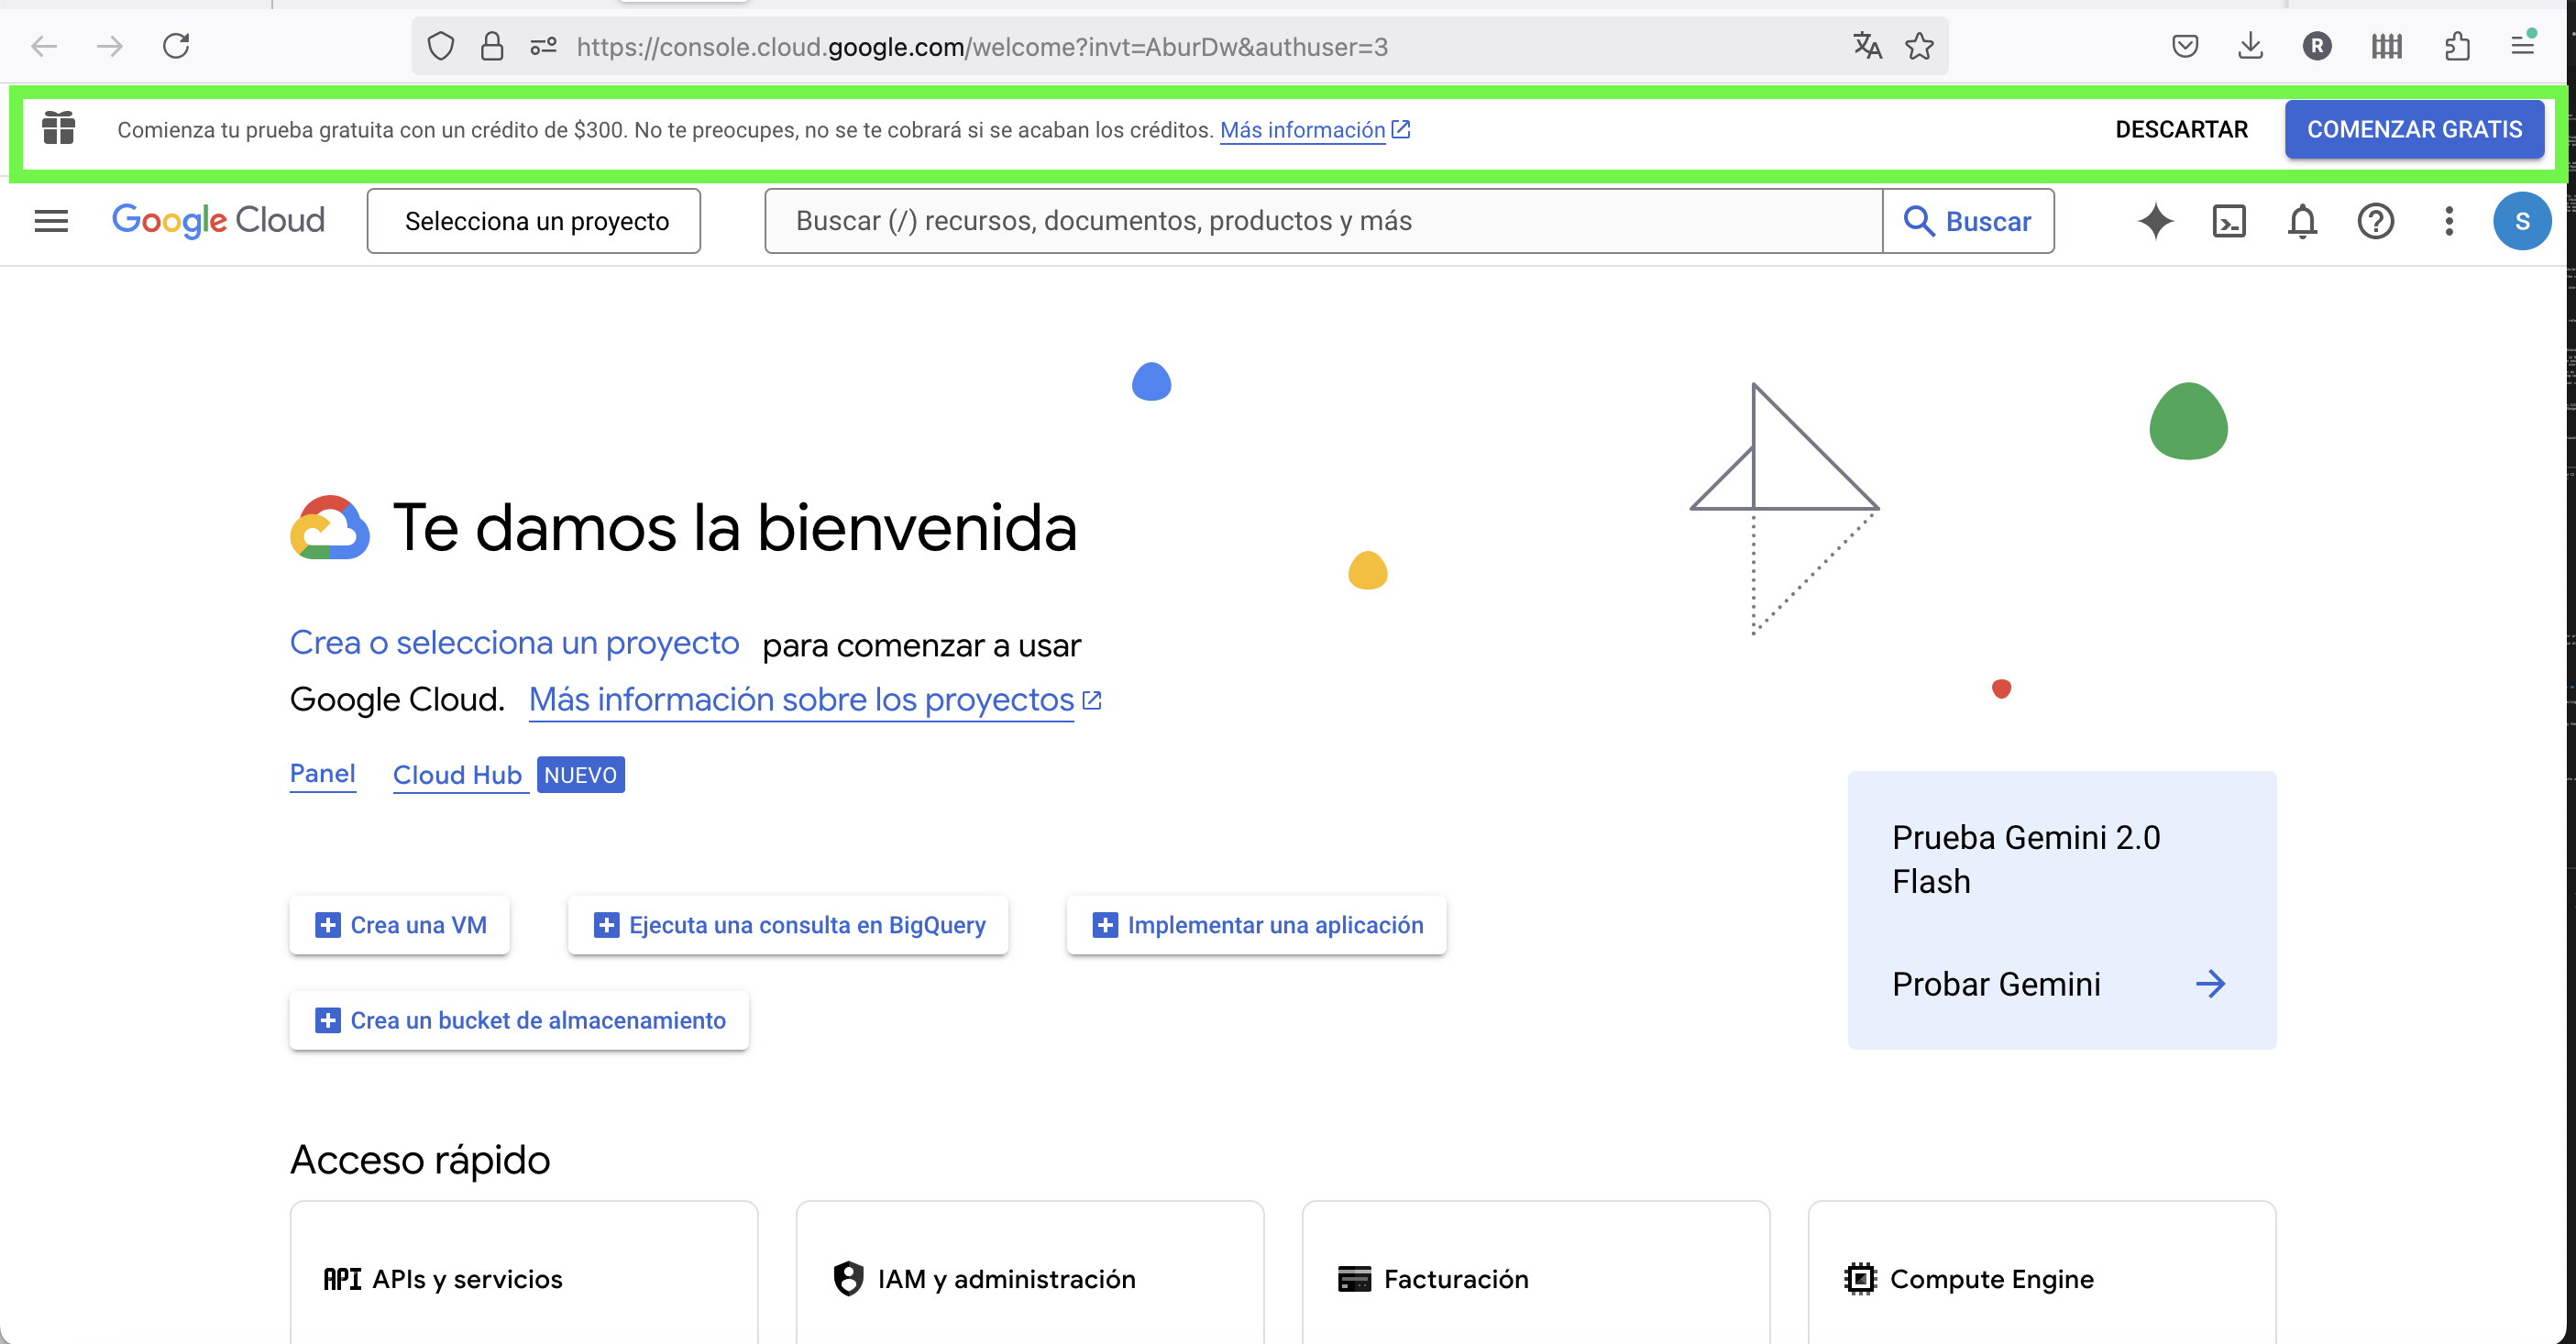 https://console.cloud.google.com/welcome?invt=AburDw&authuser=3
R
Comienza tu prueba gratuita con un crédito de $300. No te preocupes, no se te cobrará si se acaban los créditos. Más información
DESCARTAR
COMENZAR GRATIS
Google Cloud
Selecciona un proyecto
Buscar (/) recursos, documentos, productos y más
Buscar
S
Te damos la bienvenida
Crea o selecciona un proyecto para comenzar a usar
Google Cloud. Más información sobre los proyectos
Panel
Cloud Hub NUEVO
Prueba Gemini 2.0
Flash
Probar Gemini
Crea una VM
Ejecuta una consulta en BigQuery
Implementar una aplicación
Crea un bucket de almacenamiento
Acceso rápido
API APIs y servicios
IAM y administración
Facturación
Compute Engine